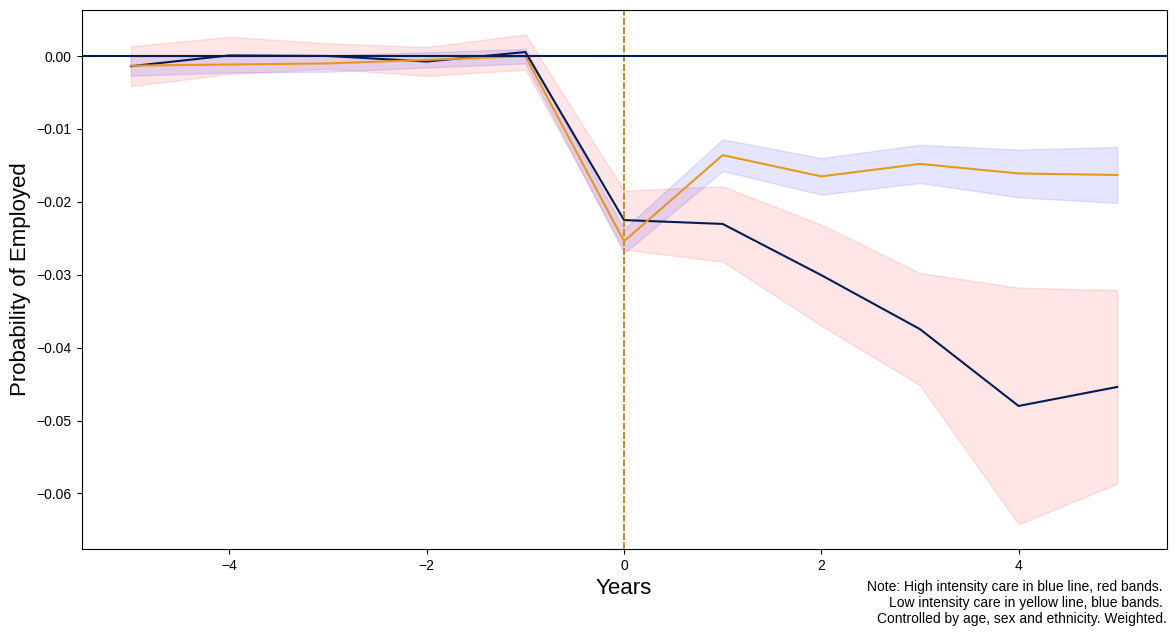 0.00
−0.01
−0.02
−0.03
−0.04
−0.05
−0.06
Probability of Employed
−4
−2
0
2
4
Years
Note: High intensity care in blue line, red bands.
Low intensity care in yellow line, blue bands.
Controlled by age, sex and ethnicity. Weighted.